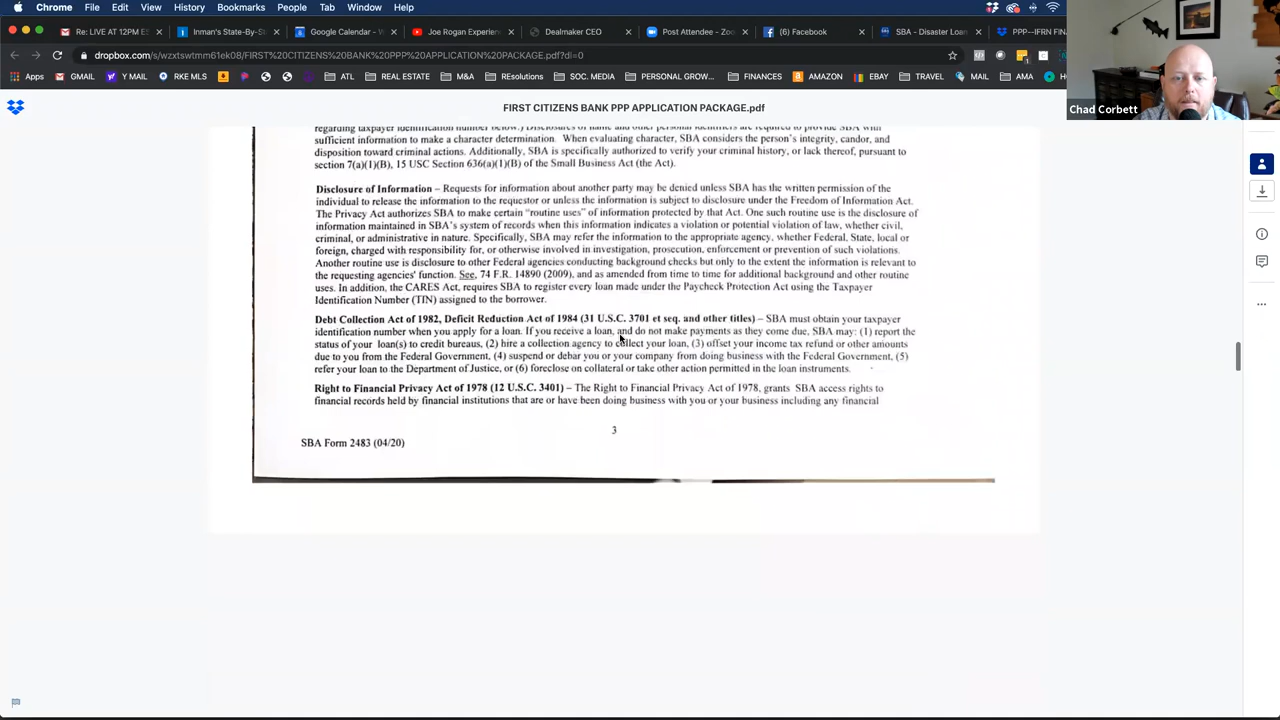 Chrome File Edit View History Bookmarks People Tab Window Help
Re: LIVE AT 12PM ES
Inman's State-By-S
Google Calendar -
Joe Rogan Experien
Dealmaker CEO
Post Attendee - Zoo
(6) Facebook
SBA - Disaster Loan
PPP--IFRN FINA
dropbox.com/s/wzxtswtmm61ek08/FIRST%20CITIZENS%20BANK%20PPP%20APPLICATION%20PACKAGE.pdf?dl=0
Apps GMAIL Y MAIL RKE MLS ATL REAL ESTATE M&A REsolutions SOC. MEDIA PERSONAL GROW... FINANCES AMAZON EBAY TRAVEL MAIL AMA
Chad Corbett
FIRST CITIZENS BANK PPP APPLICATION PACKAGE.pdf
regarding taxpayer identification number below.) Disclosures of name and other personal identifiers are required to provide SBA with
sufficient information to make a character determination. When evaluating character, SBA considers the person's integrity, candor, and
disposition toward criminal actions. Additionally, SBA is specifically authorized to verify your criminal history, or lack thereof, pursuant to
section 7(a)(1)(B), 15 USC Section 636(a)(1)(B) of the Small Business Act (the Act).
Disclosure of Information – Requests for information about another party may be denied unless SBA has the written permission of the
individual to release the information to the requestor or unless the information is subject to disclosure under the Freedom of Information Act.
The Privacy Act authorizes SBA to make certain "routine uses" of information protected by that Act. One such routine use is the disclosure of
information maintained in SBA's system of records when this information indicates a violation or potential violation of law, whether civil,
criminal, or administrative in nature. Specifically, SBA may refer the information to the appropriate agency, whether Federal, State, local or
foreign, charged with responsibility for, or otherwise involved in investigation, prosecution, enforcement or prevention of such violations.
Another routine use is disclosure to other Federal agencies conducting background checks but only to the extent the information is relevant to
the requesting agencies' function. See, 74 F.R. 14890 (2009), and as amended from time to time for additional background and other routine
uses. In addition, the CARES Act, requires SBA to register every loan made under the Paycheck Protection Act using the Taxpayer
Identification Number (TIN) assigned to the borrower.
Debt Collection Act of 1982, Deficit Reduction Act of 1984 (31 U.S.C. 3701 et seq. and other titles) – SBA must obtain your taxpayer
identification number when you apply for a loan. If you receive a loan, and do not make payments as they come due, SBA may: (1) report the
status of your loan(s) to credit bureaus, (2) hire a collection agency to collect your loan, (3) offset your income tax refund or other amounts
due to you from the Federal Government, (4) suspend or debar you or your company from doing business with the Federal Government, (5)
refer your loan to the Department of Justice, or (6) foreclose on collateral or take other action permitted in the loan instruments.
Right to Financial Privacy Act of 1978 (12 U.S.C. 3401) – The Right to Financial Privacy Act of 1978, grants SBA access rights to
financial records held by financial institutions that are or have been doing business with you or your business including any financial
3
SBA Form 2483 (04/20)